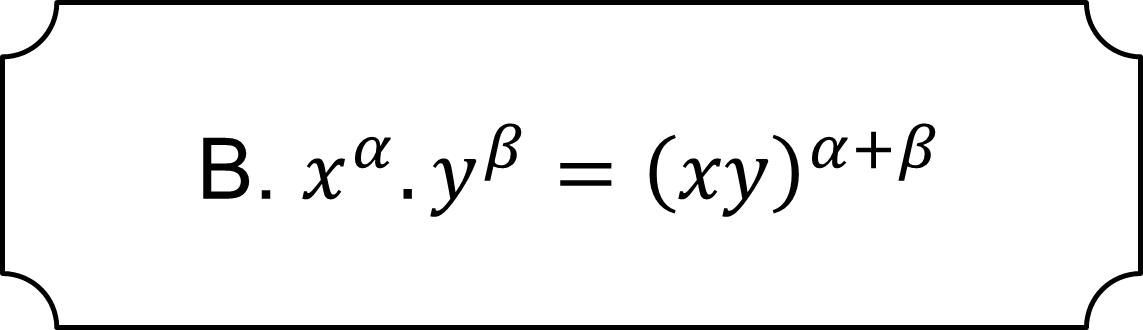 B. x^α . y^β = (xy)^{α+β}